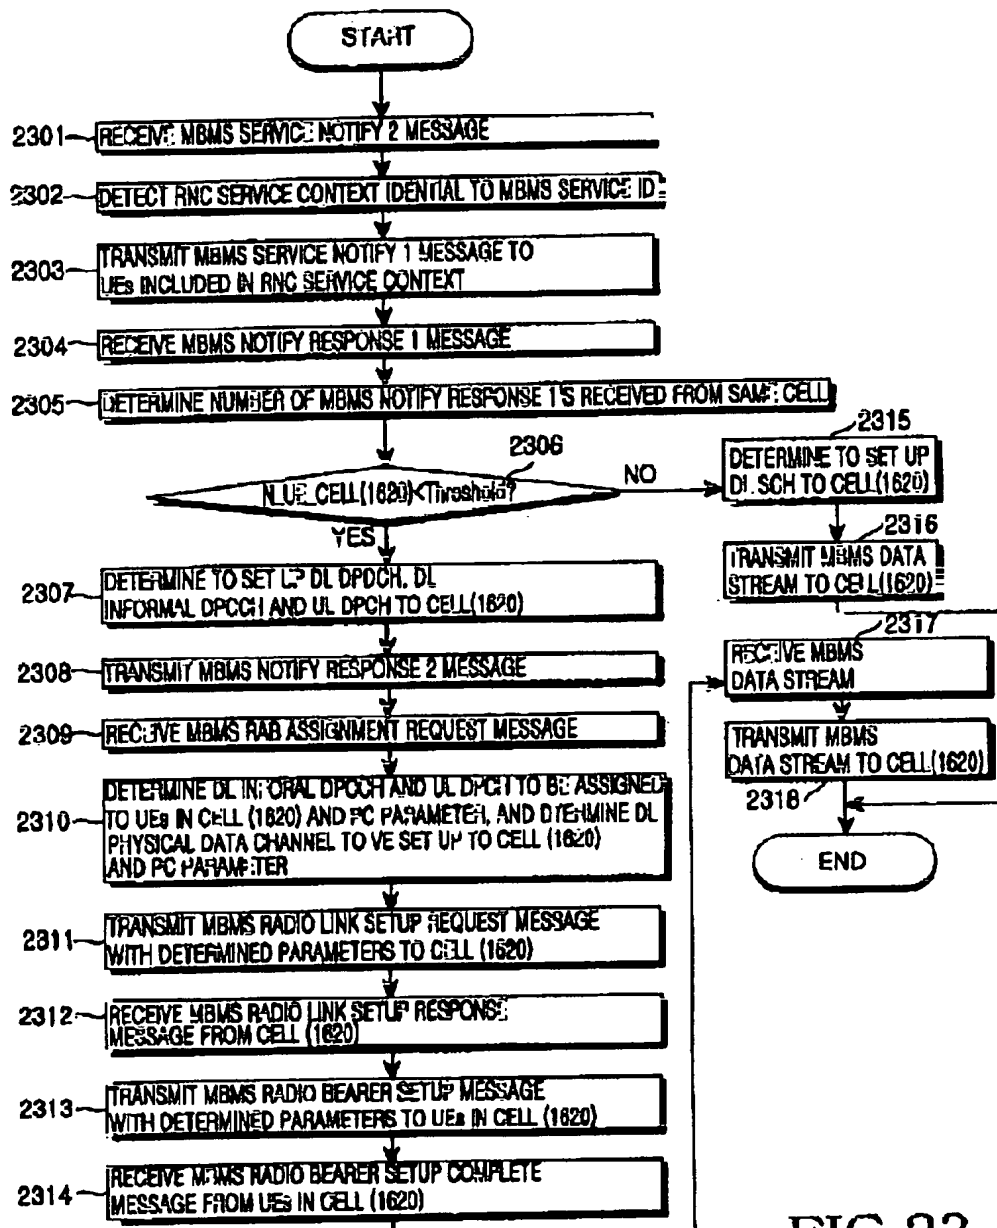 START
2301
RECEIVE MBMS SERVICE NOTIFY 2 MESSAGE
2302
DETECT RNC SERVICE CONTEXT IDENTIAL TO MBMS SERVICE ID
2303
TRANSMIT MBMS SERVICE NOTIFY 1 MESSAGE TO
UEs INCLUDED IN RNC SERVICE CONTEXT
2304
RECEIVE MBMS NOTIFY RESPONSE 1 MESSAGE
2305
DETERMINE NUMBER OF MBMS NOTIFY RESPONSE 1'S RECEIVED FROM SAME CELL
2306
N_UE_CELL(1620)<Threshold?
NO
YES
2307
DETERMINE TO SET UP DL DPDCH, DL
INFORMAL DPCCH AND UL DPCH TO CELL(1620)
2308
TRANSMIT MBMS NOTIFY RESPONSE 2 MESSAGE
2309
RECEIVE MBMS RAB ASSIGNMENT REQUEST MESSAGE
2310
DETERMINE DL INFORAL DPCCH AND UL DPCH TO BE ASSIGNED
TO UEs IN CELL (1620) AND PC PARAMETER, AND DTERMINE DL
PHYSICAL DATA CHANNEL TO VE SET UP TO CELL (1620)
AND PC PARAMETER
2311
TRANSMIT MBMS RADIO LINK SETUP REQUEST MESSAGE
WITH DETERMINED PARAMETERS TO CELL (1620)
2312
RECEIVE MBMS RADIO LINK SETUP RESPONSE
MESSAGE FROM CELL (1620)
2313
TRANSMIT MBMS RADIO BEARER SETUP MESSAGE
WITH DETERMINED PARAMETERS TO UEs IN CELL (1620)
2314
RECEIVE MBMS RADIO BEARER SETUP COMPLETE
MESSAGE FROM UEs IN CELL (1620)
2315
DETERMINE TO SET UP
DL SCH TO CELL(1620)
2316
TRANSMIT MBMS DATA
STREAM TO CELL(1620)
2317
RECEIVE MBMS
DATA STREAM
TRANSMIT MBMS
DATA STREAM TO CELL(1620)
2318
END